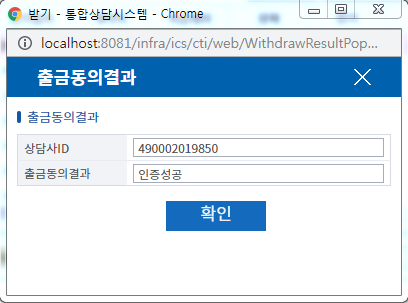 받기 - 통합상담시스템 - Chrome
localhost:8081/infra/ics/cti/web/WithdrawResultPop...
출금동의결과
출금동의결과
상담사ID 490002019850
출금동의결과 인증성공
확인